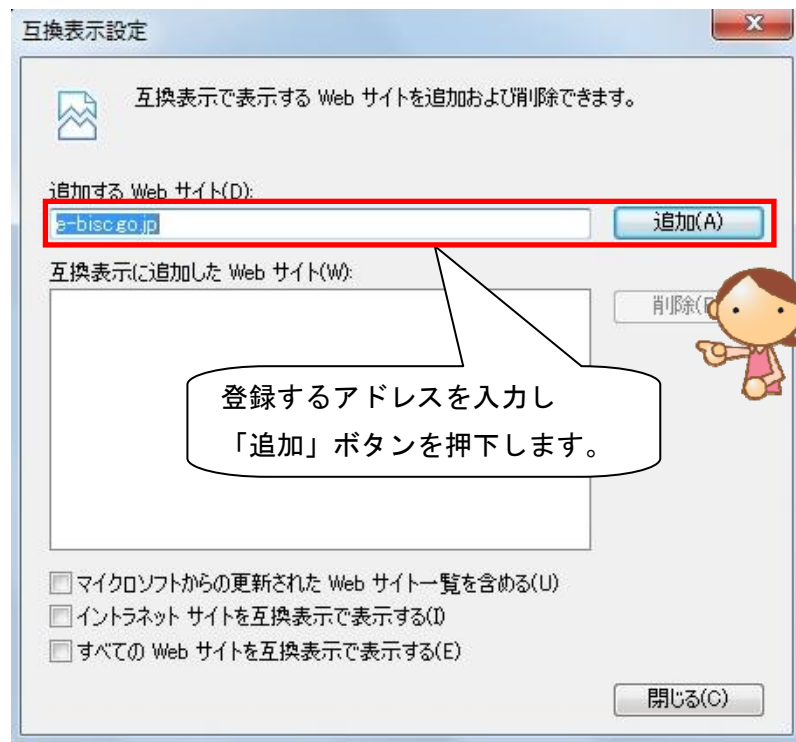 互換表示設定
互換表示で表示する Web サイトを追加および削除できます。
追加する Web サイト(D):
e-bisc.go.jp
追加(A)
互換表示に追加した Web サイト(W):
削除(
登録するアドレスを入力し
「追加」ボタンを押下します。
マイクロソフトからの更新された Web サイト一覧を含める(U)
イントラネット サイトを互換表示で表示する(I)
すべての Web サイトを互換表示で表示する(E)
閉じる(C)